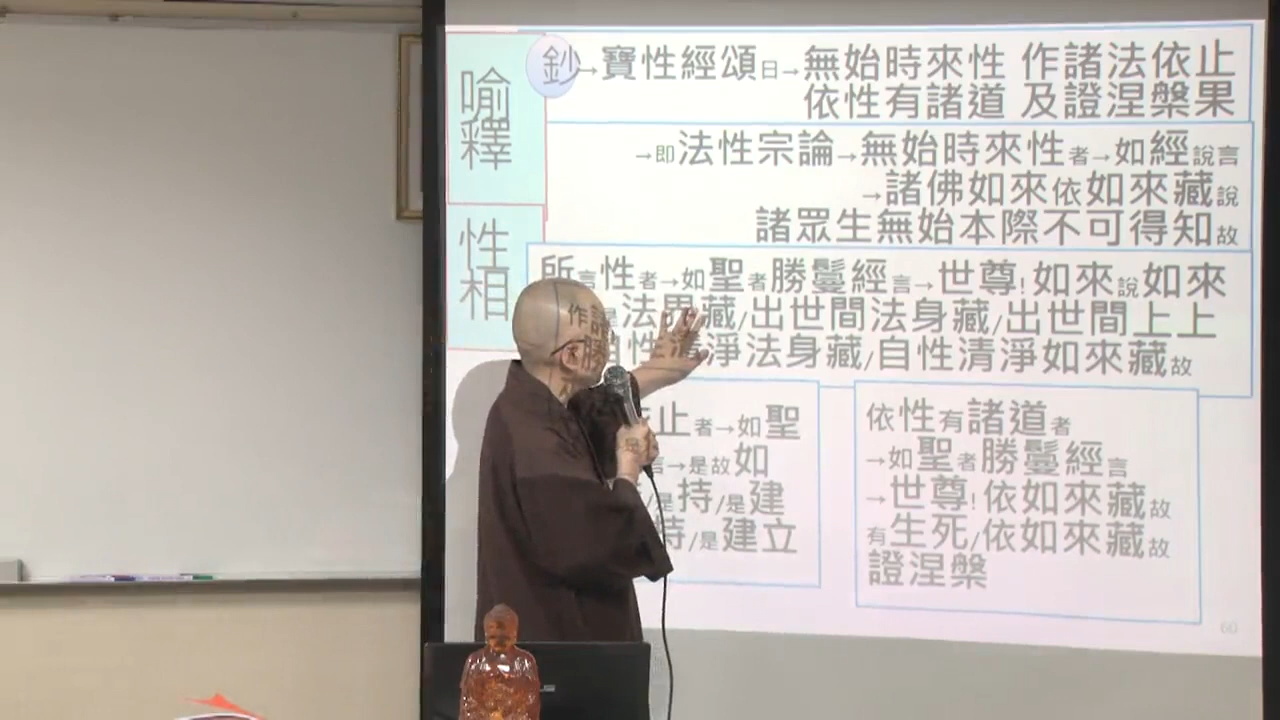 喻釋
性相
鈔→寶性經頌曰→無始時來性 作諸法依止
依性有諸道 及證涅槃果
→即法性宗論→無始時來性者→如經說言
→諸佛如來依如來藏說
諸眾生無始本際不可得知故
所言性者→如聖者勝鬘經言→世尊!如來說如來
是法界藏/出世間法身藏/出世間上上
性清淨法身藏/自性清淨如來藏故
作諸
勝
止者→如聖
言→是故如
/是持/是建
持/是建立
依性有諸道者
→如聖者勝鬘經言
→世尊!依如來藏故
有生死/依如來藏故
證涅槃
60